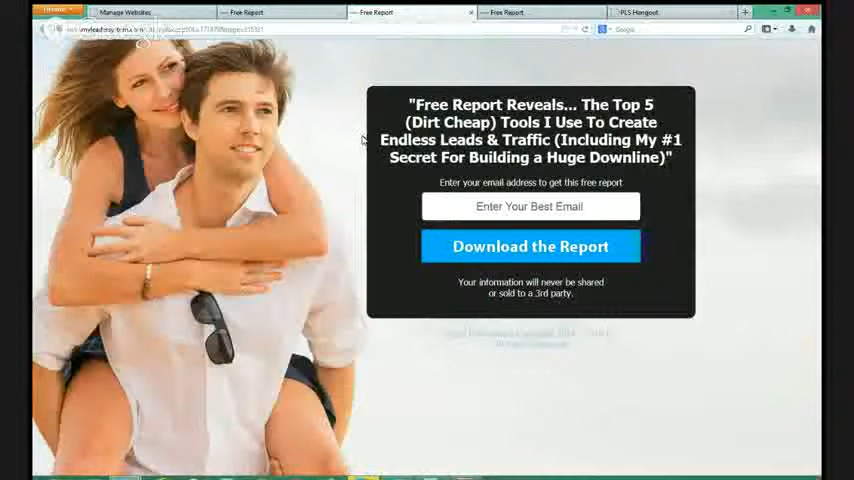 Manage Websites
Free Report
Free Report
Free Report
PLS Hangout
Google
"Free Report Reveals... The Top 5
(Dirt Cheap) Tools I Use To Create
Endless Leads & Traffic (Including My #1
Secret For Building a Huge Downline)"
Enter your email address to get this free report
Enter Your Best Email
Download the Report
Your information will never be shared
or sold to a 3rd party.